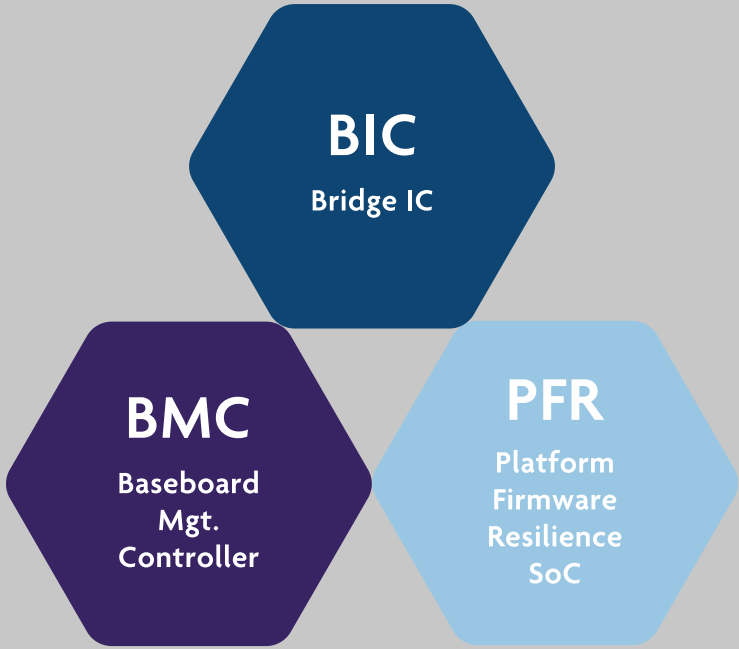 BIC
Bridge IC
BMC
Baseboard
Mgt.
Controller
PFR
Platform
Firmware
Resilience
SoC